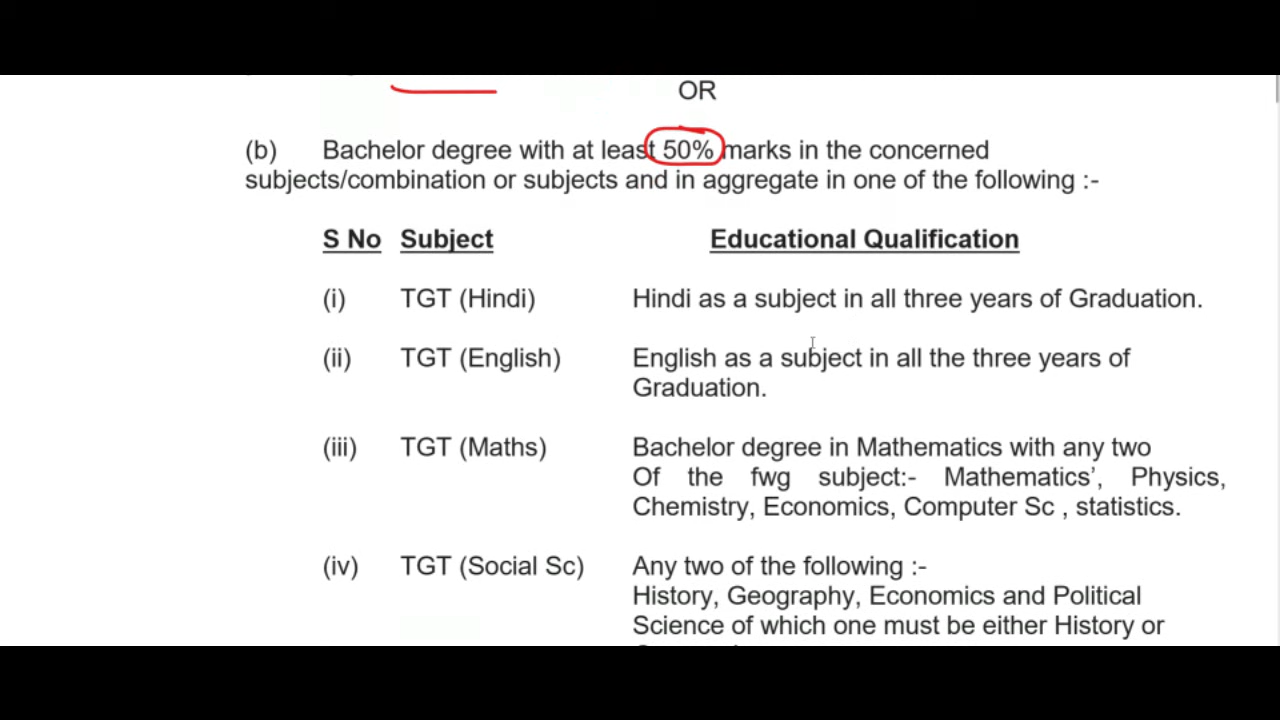 OR
(b) Bachelor degree with at least 50% marks in the concerned
subjects/combination or subjects and in aggregate in one of the following :-
S No Subject Educational Qualification
(i) TGT (Hindi) Hindi as a subject in all three years of Graduation.
(ii) TGT (English) English as a subject in all the three years of
Graduation.
(iii) TGT (Maths) Bachelor degree in Mathematics with any two
Of the fwg subject:- Mathematics’, Physics,
Chemistry, Economics, Computer Sc , statistics.
(iv) TGT (Social Sc) Any two of the following :-
History, Geography, Economics and Political
Science of which one must be either History or